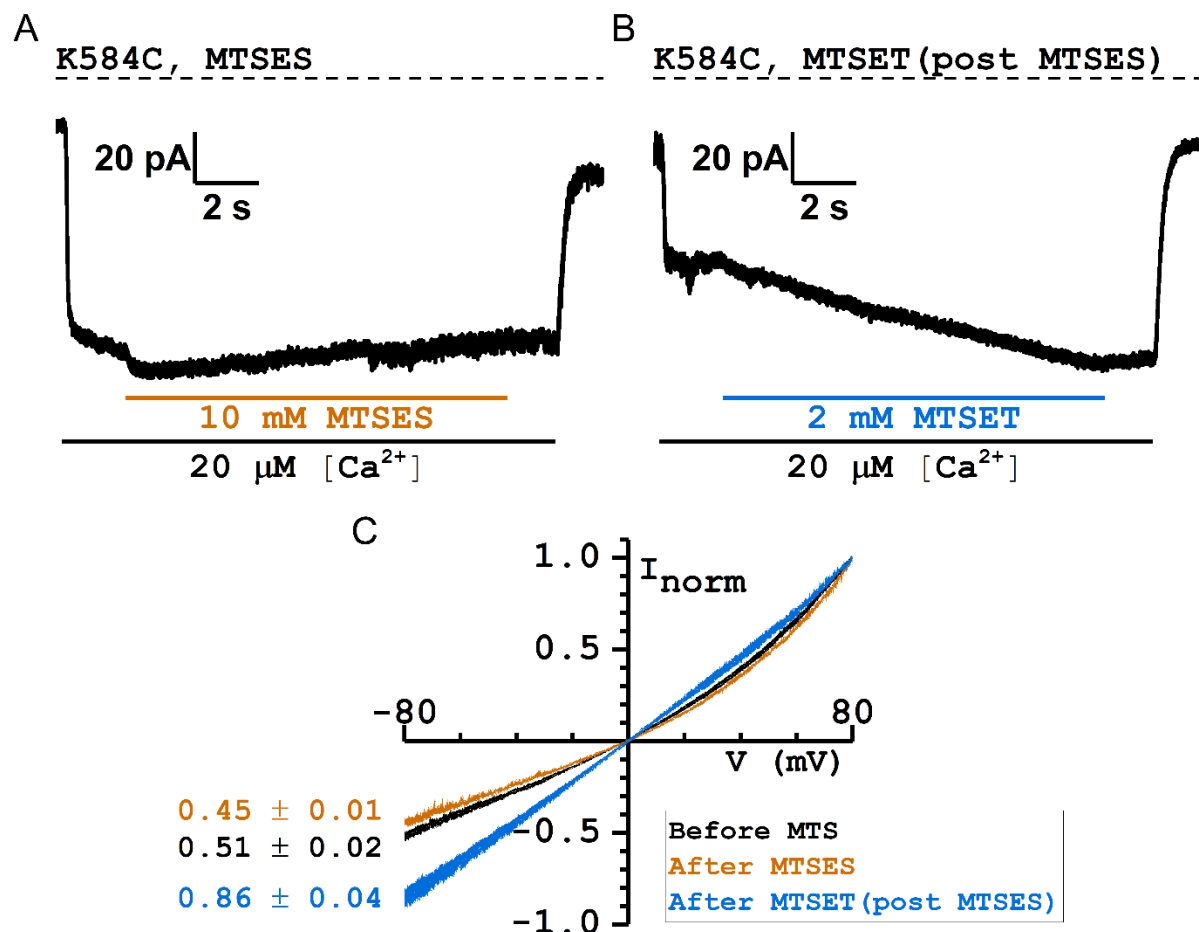 A
K584C, MTSES
20 pA
2 s
10 mM MTSES
20 μM [Ca²⁺]
B
K584C, MTSET(post MTSES)
20 pA
2 s
2 mM MTSET
20 μM [Ca²⁺]
C
1.0
I norm
0.5
-80
80
V (mV)
0.45 ± 0.01
0.51 ± 0.02
0.86 ± 0.04
-0.5
-1.0
Before MTS
After MTSES
After MTSET(post MTSES)